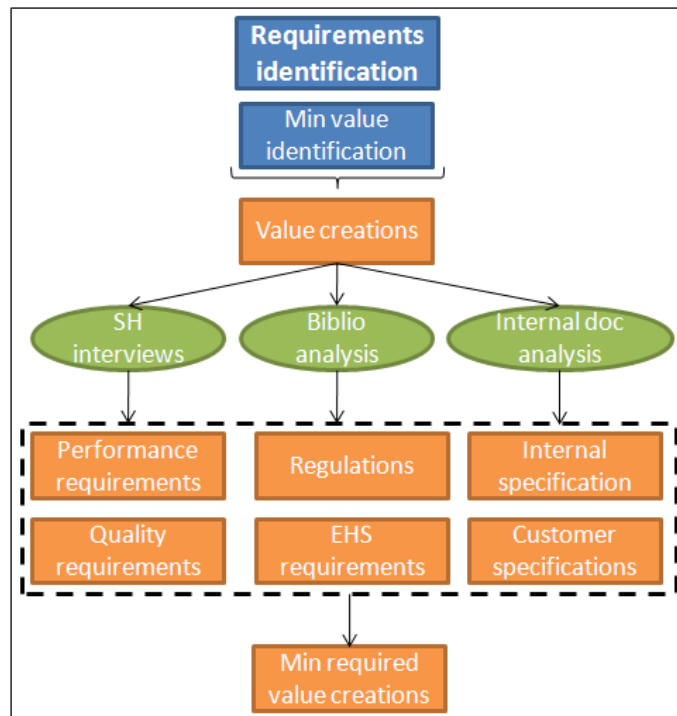 Requirements
identification
Min value
identification
Value creations
SH
interviews
Biblio
analysis
Internal doc
analysis
Performance
requirements
Regulations
Internal
specification
Quality
requirements
EHS
requirements
Customer
specifications
Min required
value creations